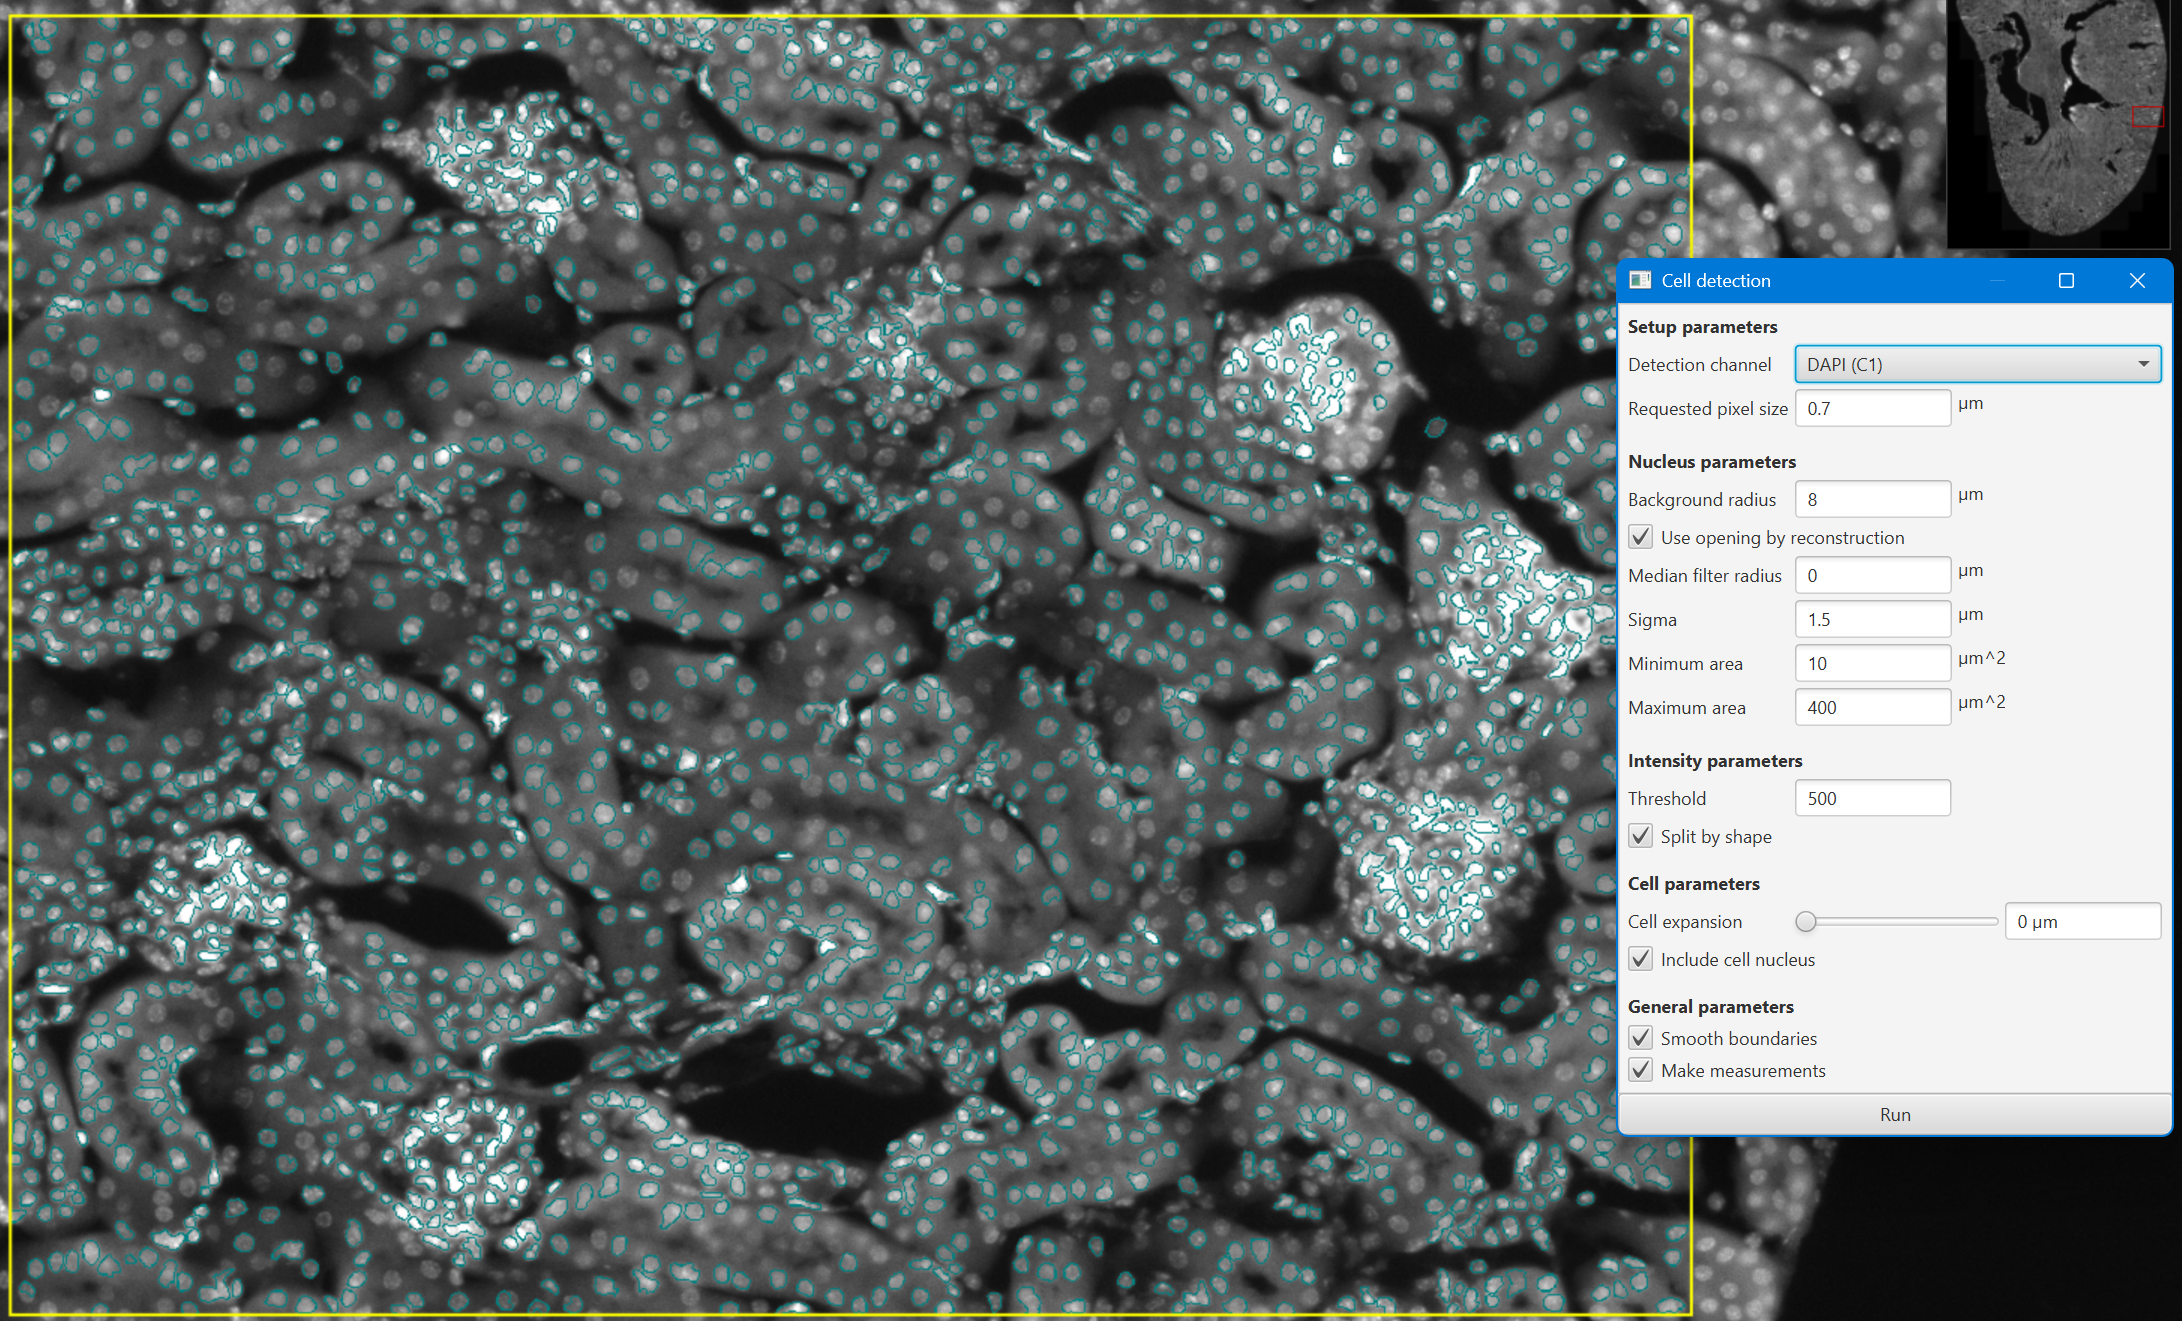 Cell detection
Setup parameters
Detection channel DAPI (C1)
Requested pixel size 0.7 µm
Nucleus parameters
Background radius 8 µm
Use opening by reconstruction
Median filter radius 0 µm
Sigma 1.5 µm
Minimum area 10 µm^2
Maximum area 400 µm^2
Intensity parameters
Threshold 500
Split by shape
Cell parameters
Cell expansion 0 µm
Include cell nucleus
General parameters
Smooth boundaries
Make measurements
Run